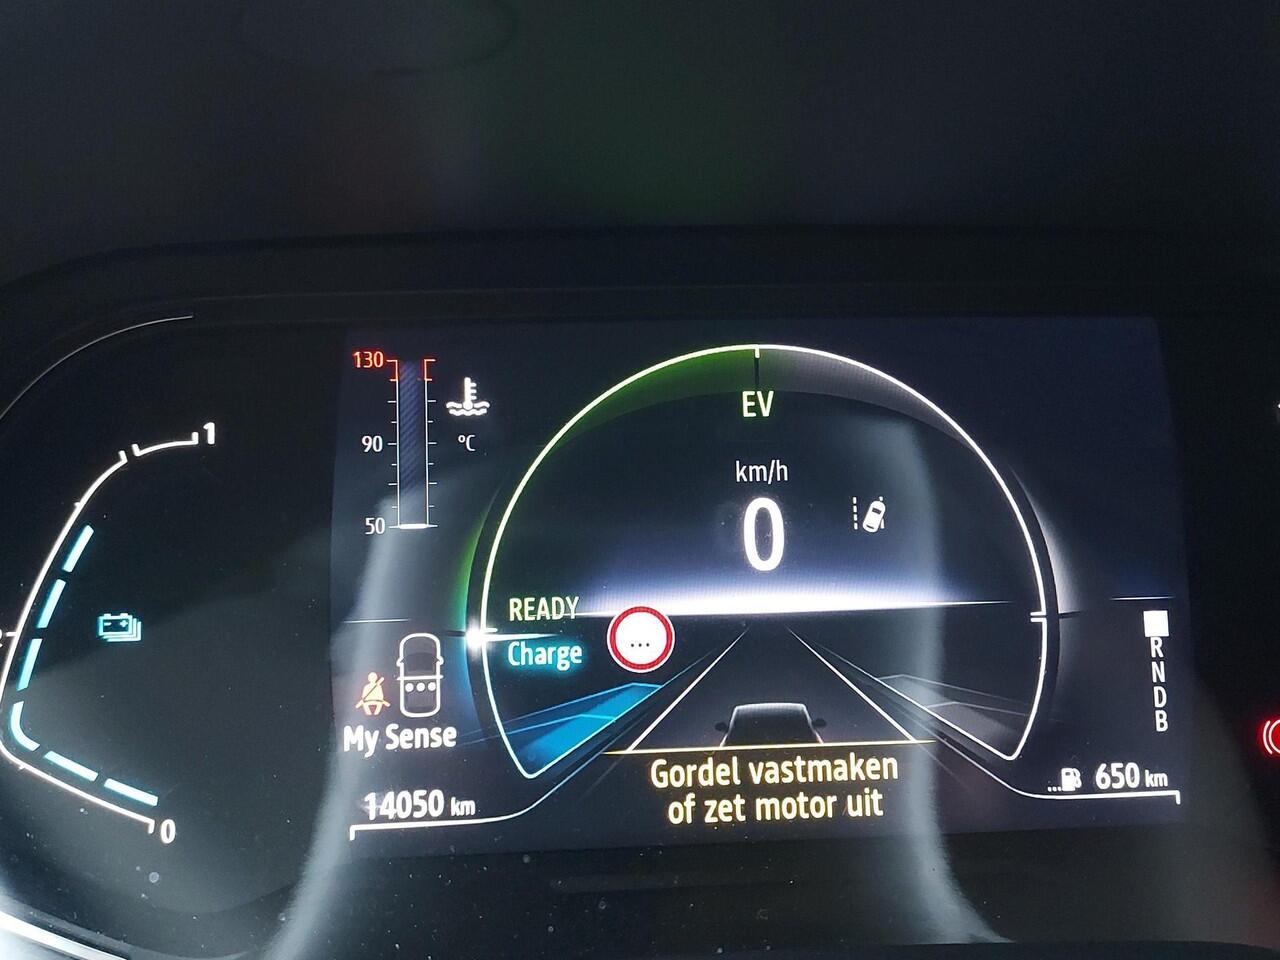 1
0
130
90
50
°C
EV
km/h
0
READY
Charge
...
My Sense
14050 km
Gordel vastmaken
of zet motor uit
R
N
D
B
...650 km